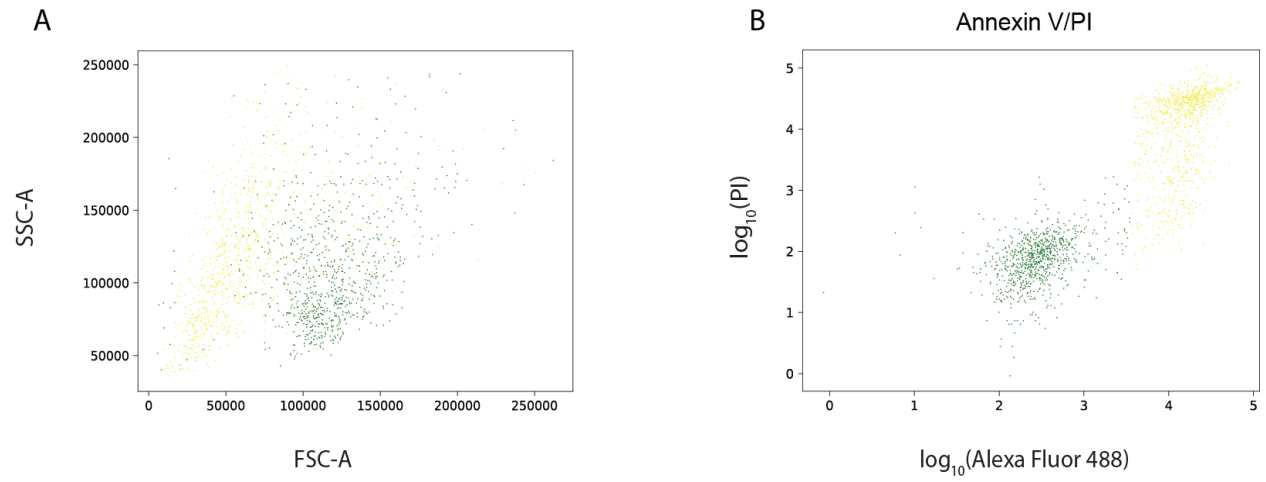 A
250000
200000
150000
100000
50000
SSC-A
0 50000 100000 150000 200000 250000
FSC-A
B
Annexin V/PI
5
4
3
2
1
0
log10(PI)
0 1 2 3 4 5
log10(Alexa Fluor 488)